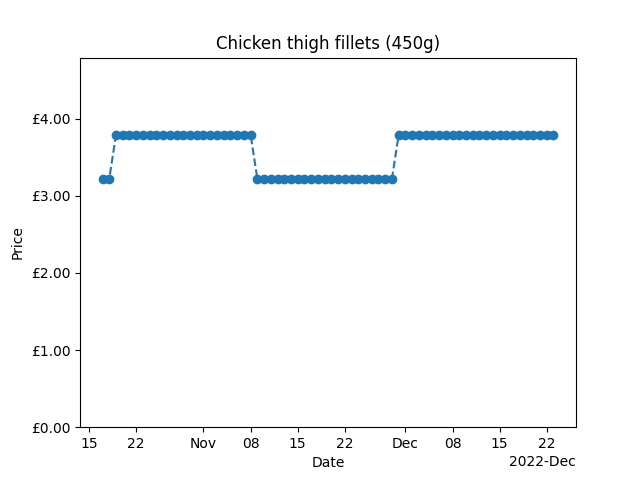 Chicken thigh fillets (450g)
£4.00
£3.00
£2.00
£1.00
£0.00
Price
15 22 Nov 08 15 22 Dec 08 15 22
Date
2022-Dec